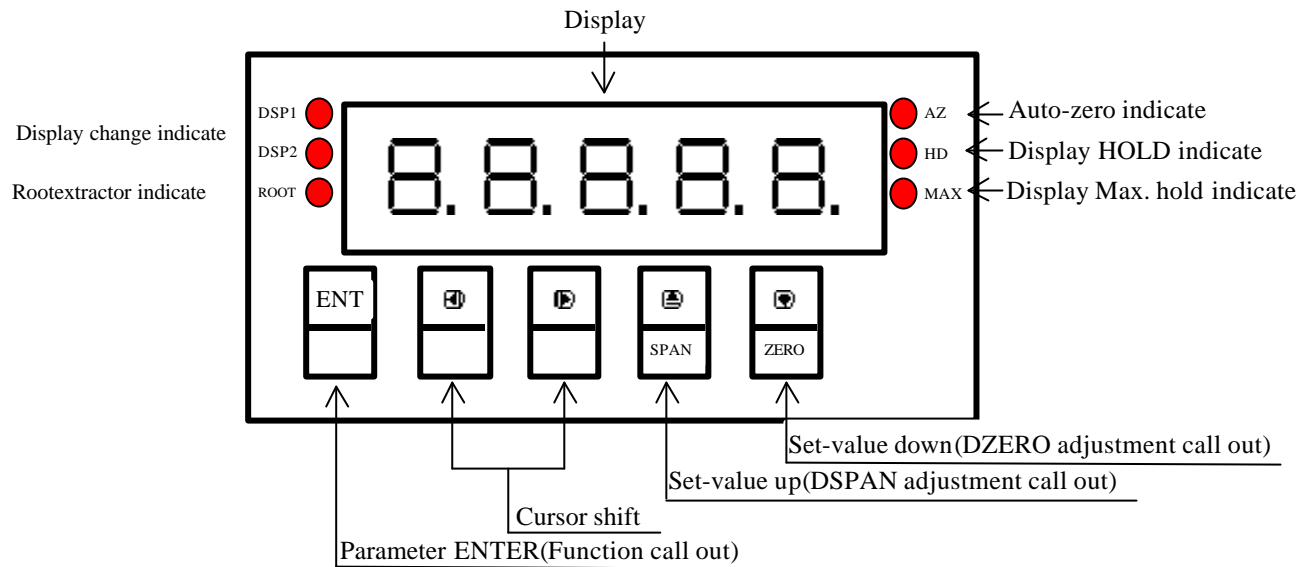 Display
DSP1
DSP2
ROOT
Display change indicate
Rootextractor indicate
8.8.8.8.8.
AZ
HD
MAX
Auto-zero indicate
Display HOLD indicate
Display Max. hold indicate
ENT
SPAN
ZERO
Set-value down(DZERO adjustment call out)
Set-value up(DSPAN adjustment call out)
Cursor shift
Parameter ENTER(Function call out)